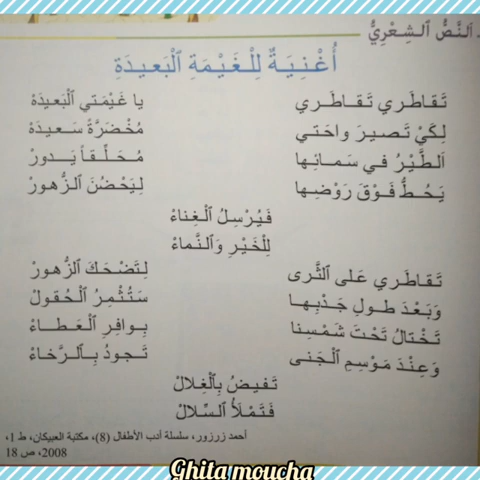 اَلنَّصُّ الشِّعْرِيُّ
أُغْنِيَةٌ لِلْغَيْمَةِ الْبَعيدَةِ
تَقاطَري تَقاطَري يا غَيْمَتي الْبَعيدَهْ
لِكَيْ تَصيرَ واحَتي مُخْضَرَّةً سَعيدَهْ
اَلطَّيْرُ في سَمائِها مُحَلِّقاً يَدورْ
يَحُطُّ فَوْقَ رَوْضِها لِيَحْضُنَ الزُّهورْ
فَيُرْسِلُ الْغِناءْ
لِلْخَيْرِ وَالنَّماءْ
تَقاطَري عَلى الثَّرى لِتَضْحَكَ الزُّهورْ
وَبَعْدَ طولِ جَدْبِها سَتُثْمِرُ الْحُقولْ
تَخْتالُ تَحْتَ شَمْسِنا بِوافِرِ الْعَطاءْ
وَعِنْدَ مَوْسِمِ الْجَنى تَجودُ بِالرَّخاءْ
تَفيضُ بِالْغِلالْ
فَتَمْلَأُ السِّلالْ
أحمد زرزور، سلسلة أدب الأطفال (8)، مكتبة العبيكان، ط 1،
2008، ص 18
Ghita moucha